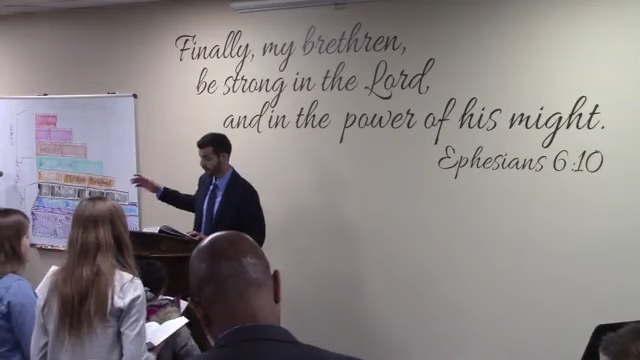 Finally, my brethren,
be strong in the Lord,
and in the power of his might.
Ephesians 6:10